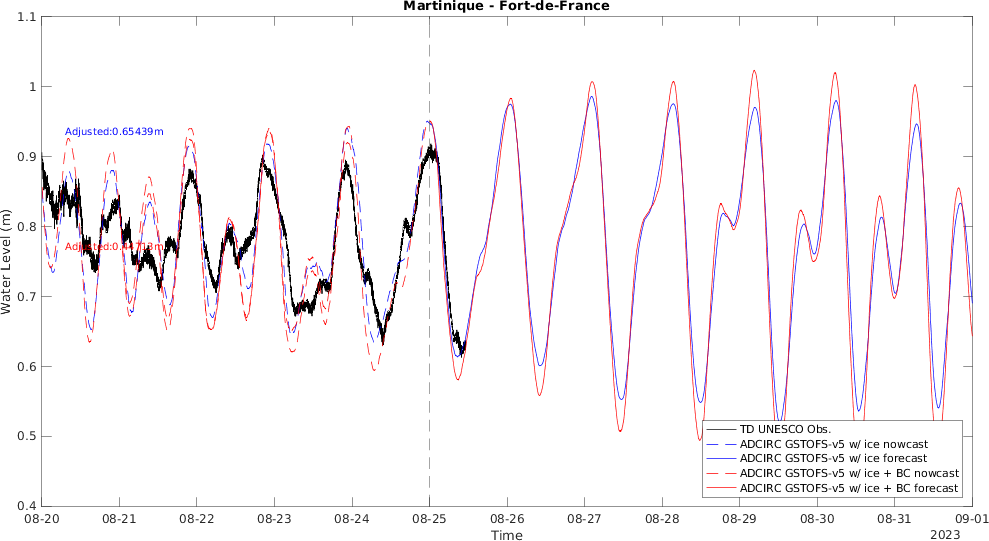 Martinique - Fort-de-France
Water Level (m)
1.1
1
0.9
0.8
0.7
0.6
0.5
0.4
Adjusted:0.65439m
TD UNESCO Obs.
ADCIRC GSTOFS-v5 w/ ice nowcast
ADCIRC GSTOFS-v5 w/ ice forecast
ADCIRC GSTOFS-v5 w/ ice + BC nowcast
ADCIRC GSTOFS-v5 w/ ice + BC forecast
08-20 08-21 08-22 08-23 08-24 08-25 08-26 08-27 08-28 08-29 08-30 08-31 09-01
Time
2023